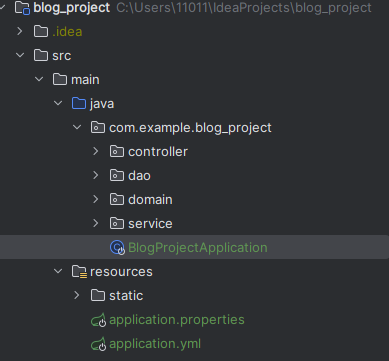 blog_project C:\Users\11011\IdeaProjects\blog_project
.idea
src
main
java
com.example.blog_project
controller
dao
domain
service
BlogProjectApplication
resources
static
application.properties
application.yml